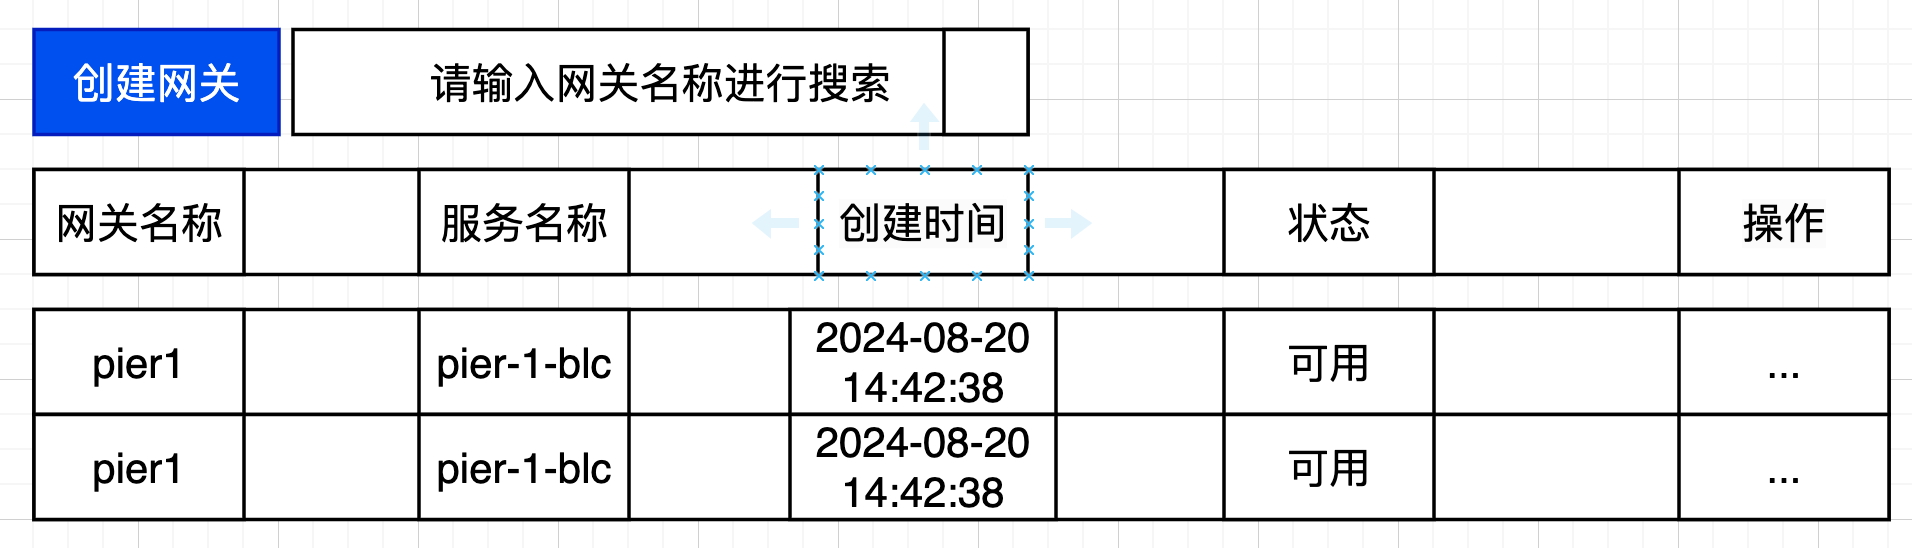 创建网关 请输入网关名称进行搜索
网关名称 服务名称 创建时间 状态 操作
pier1 pier-1-blc 2024-08-20 14:42:38 可用 ...
pier1 pier-1-blc 2024-08-20 14:42:38 可用 ...